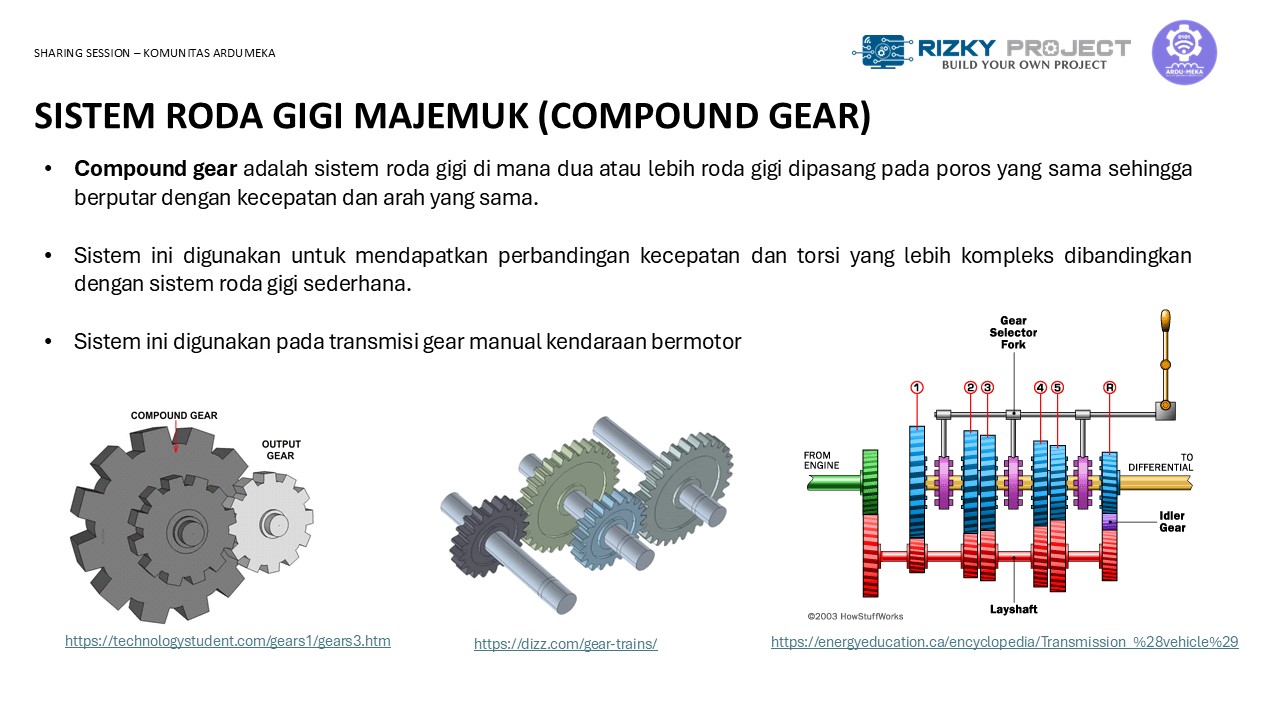 SHARING SESSION – KOMUNITAS ARDUMEKA
RIZKY PROJECT
BUILD YOUR OWN PROJECT
0101
ARDU-MEKA
SISTEM RODA GIGI MAJEMUK (COMPOUND GEAR)
• Compound gear adalah sistem roda gigi di mana dua atau lebih roda gigi dipasang pada poros yang sama sehingga
berputar dengan kecepatan dan arah yang sama.
• Sistem ini digunakan untuk mendapatkan perbandingan kecepatan dan torsi yang lebih kompleks dibandingkan
dengan sistem roda gigi sederhana.
• Sistem ini digunakan pada transmisi gear manual kendaraan bermotor
COMPOUND GEAR
OUTPUT
GEAR
https://technologystudent.com/gears1/gears3.htm
https://dizz.com/gear-trains/
Gear
Selector
Fork
1 2 3 4 5 R
FROM
ENGINE
TO
DIFFERENTIAL
Idler
Gear
Layshaft
©2003 HowStuffWorks
https://energyeducation.ca/encyclopedia/Transmission_%28vehicle%29